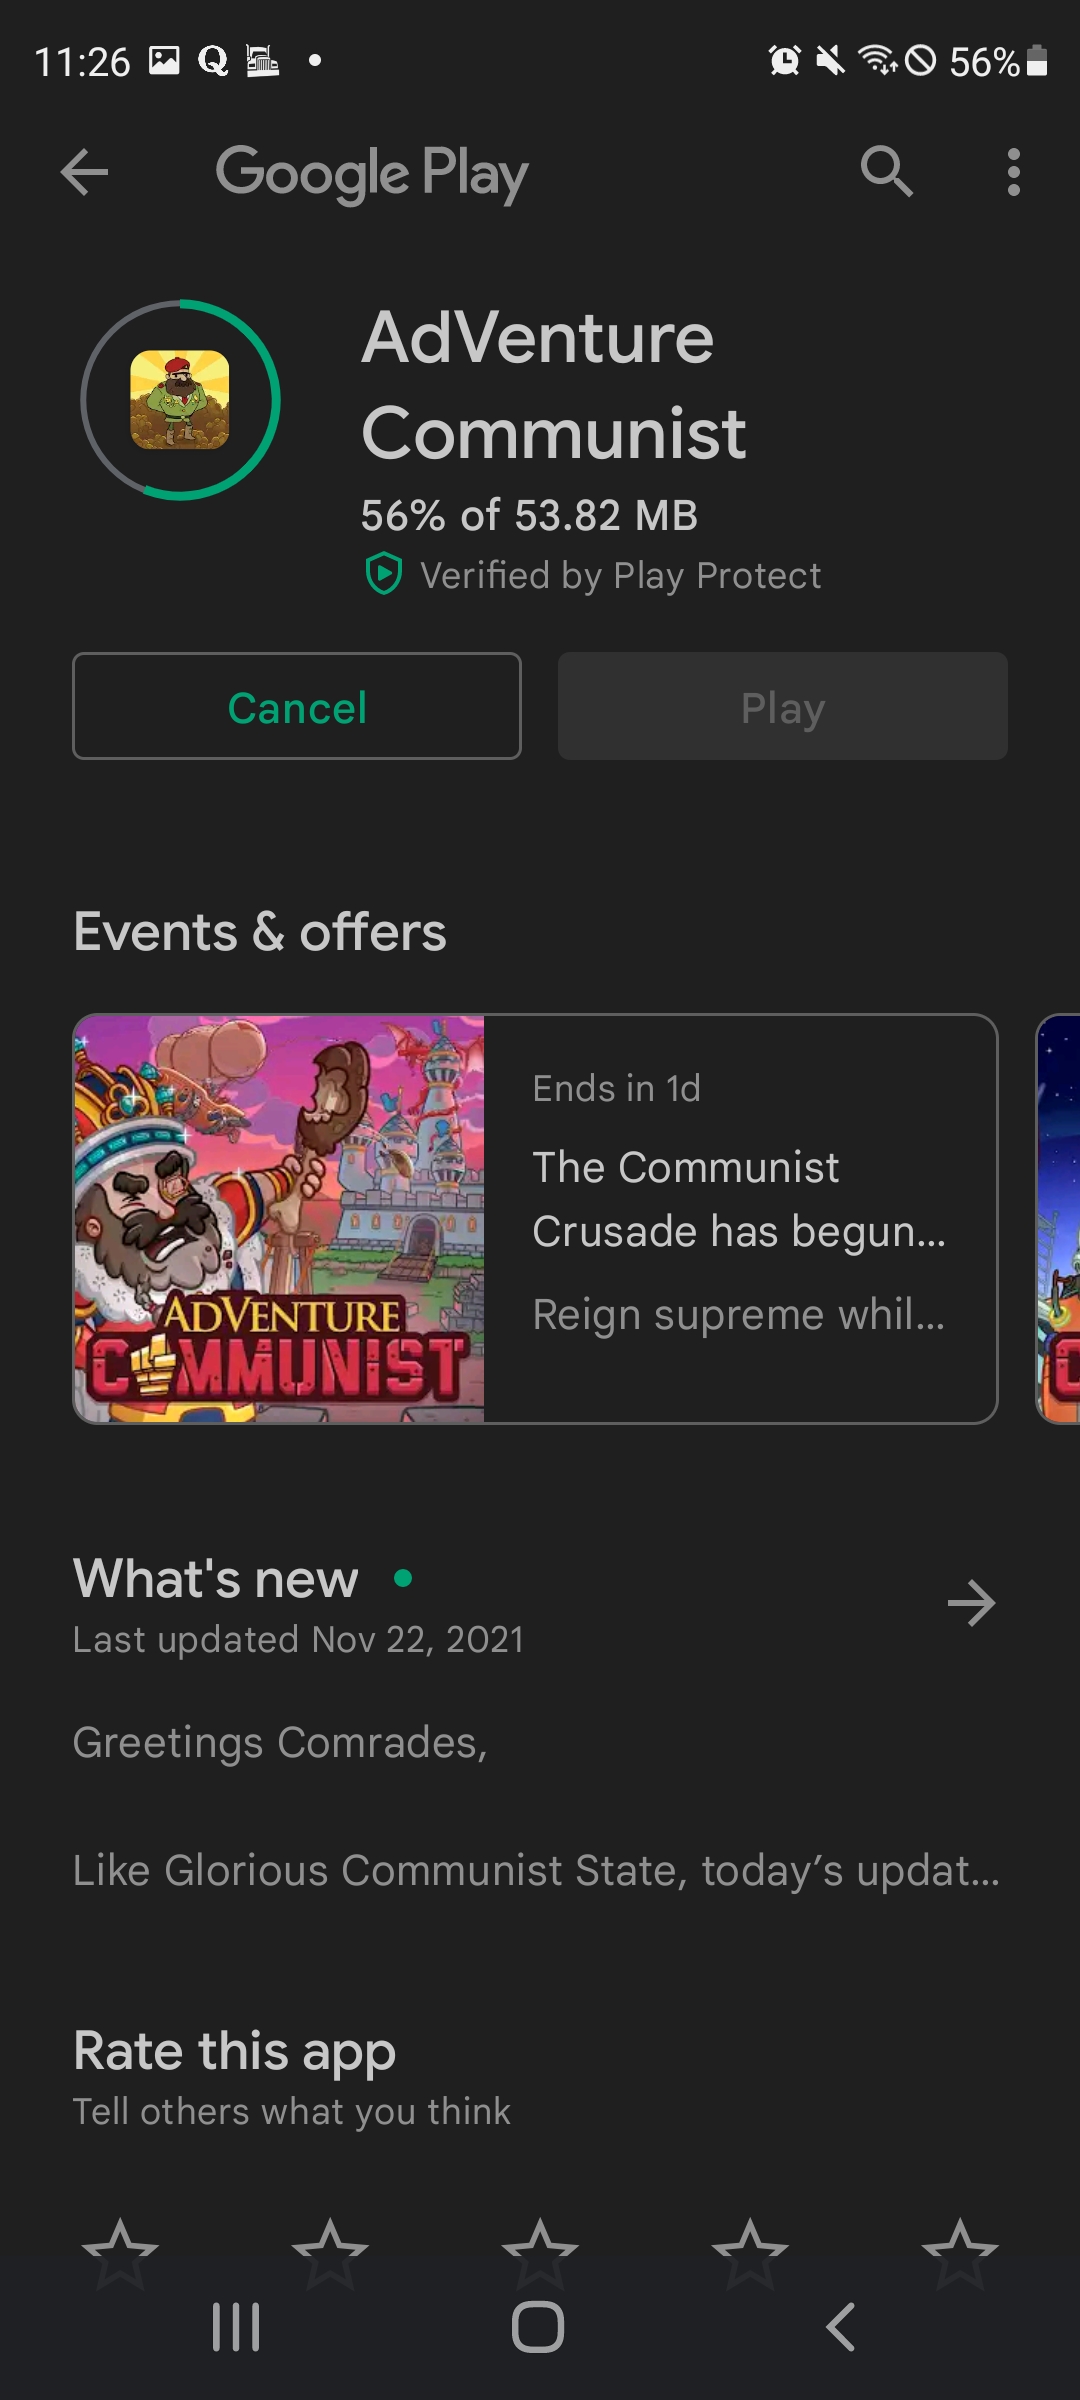 11:26
56%
Google Play
AdVenture
Communist
56% of 53.82 MB
Verified by Play Protect
Cancel
Play
Events & offers
Ends in 1d
The Communist
Crusade has begun...
Reign supreme whil...
ADVENTURE
COMMUNIST
What's new
Last updated Nov 22, 2021
Greetings Comrades,
Like Glorious Communist State, today’s updat...
Rate this app
Tell others what you think